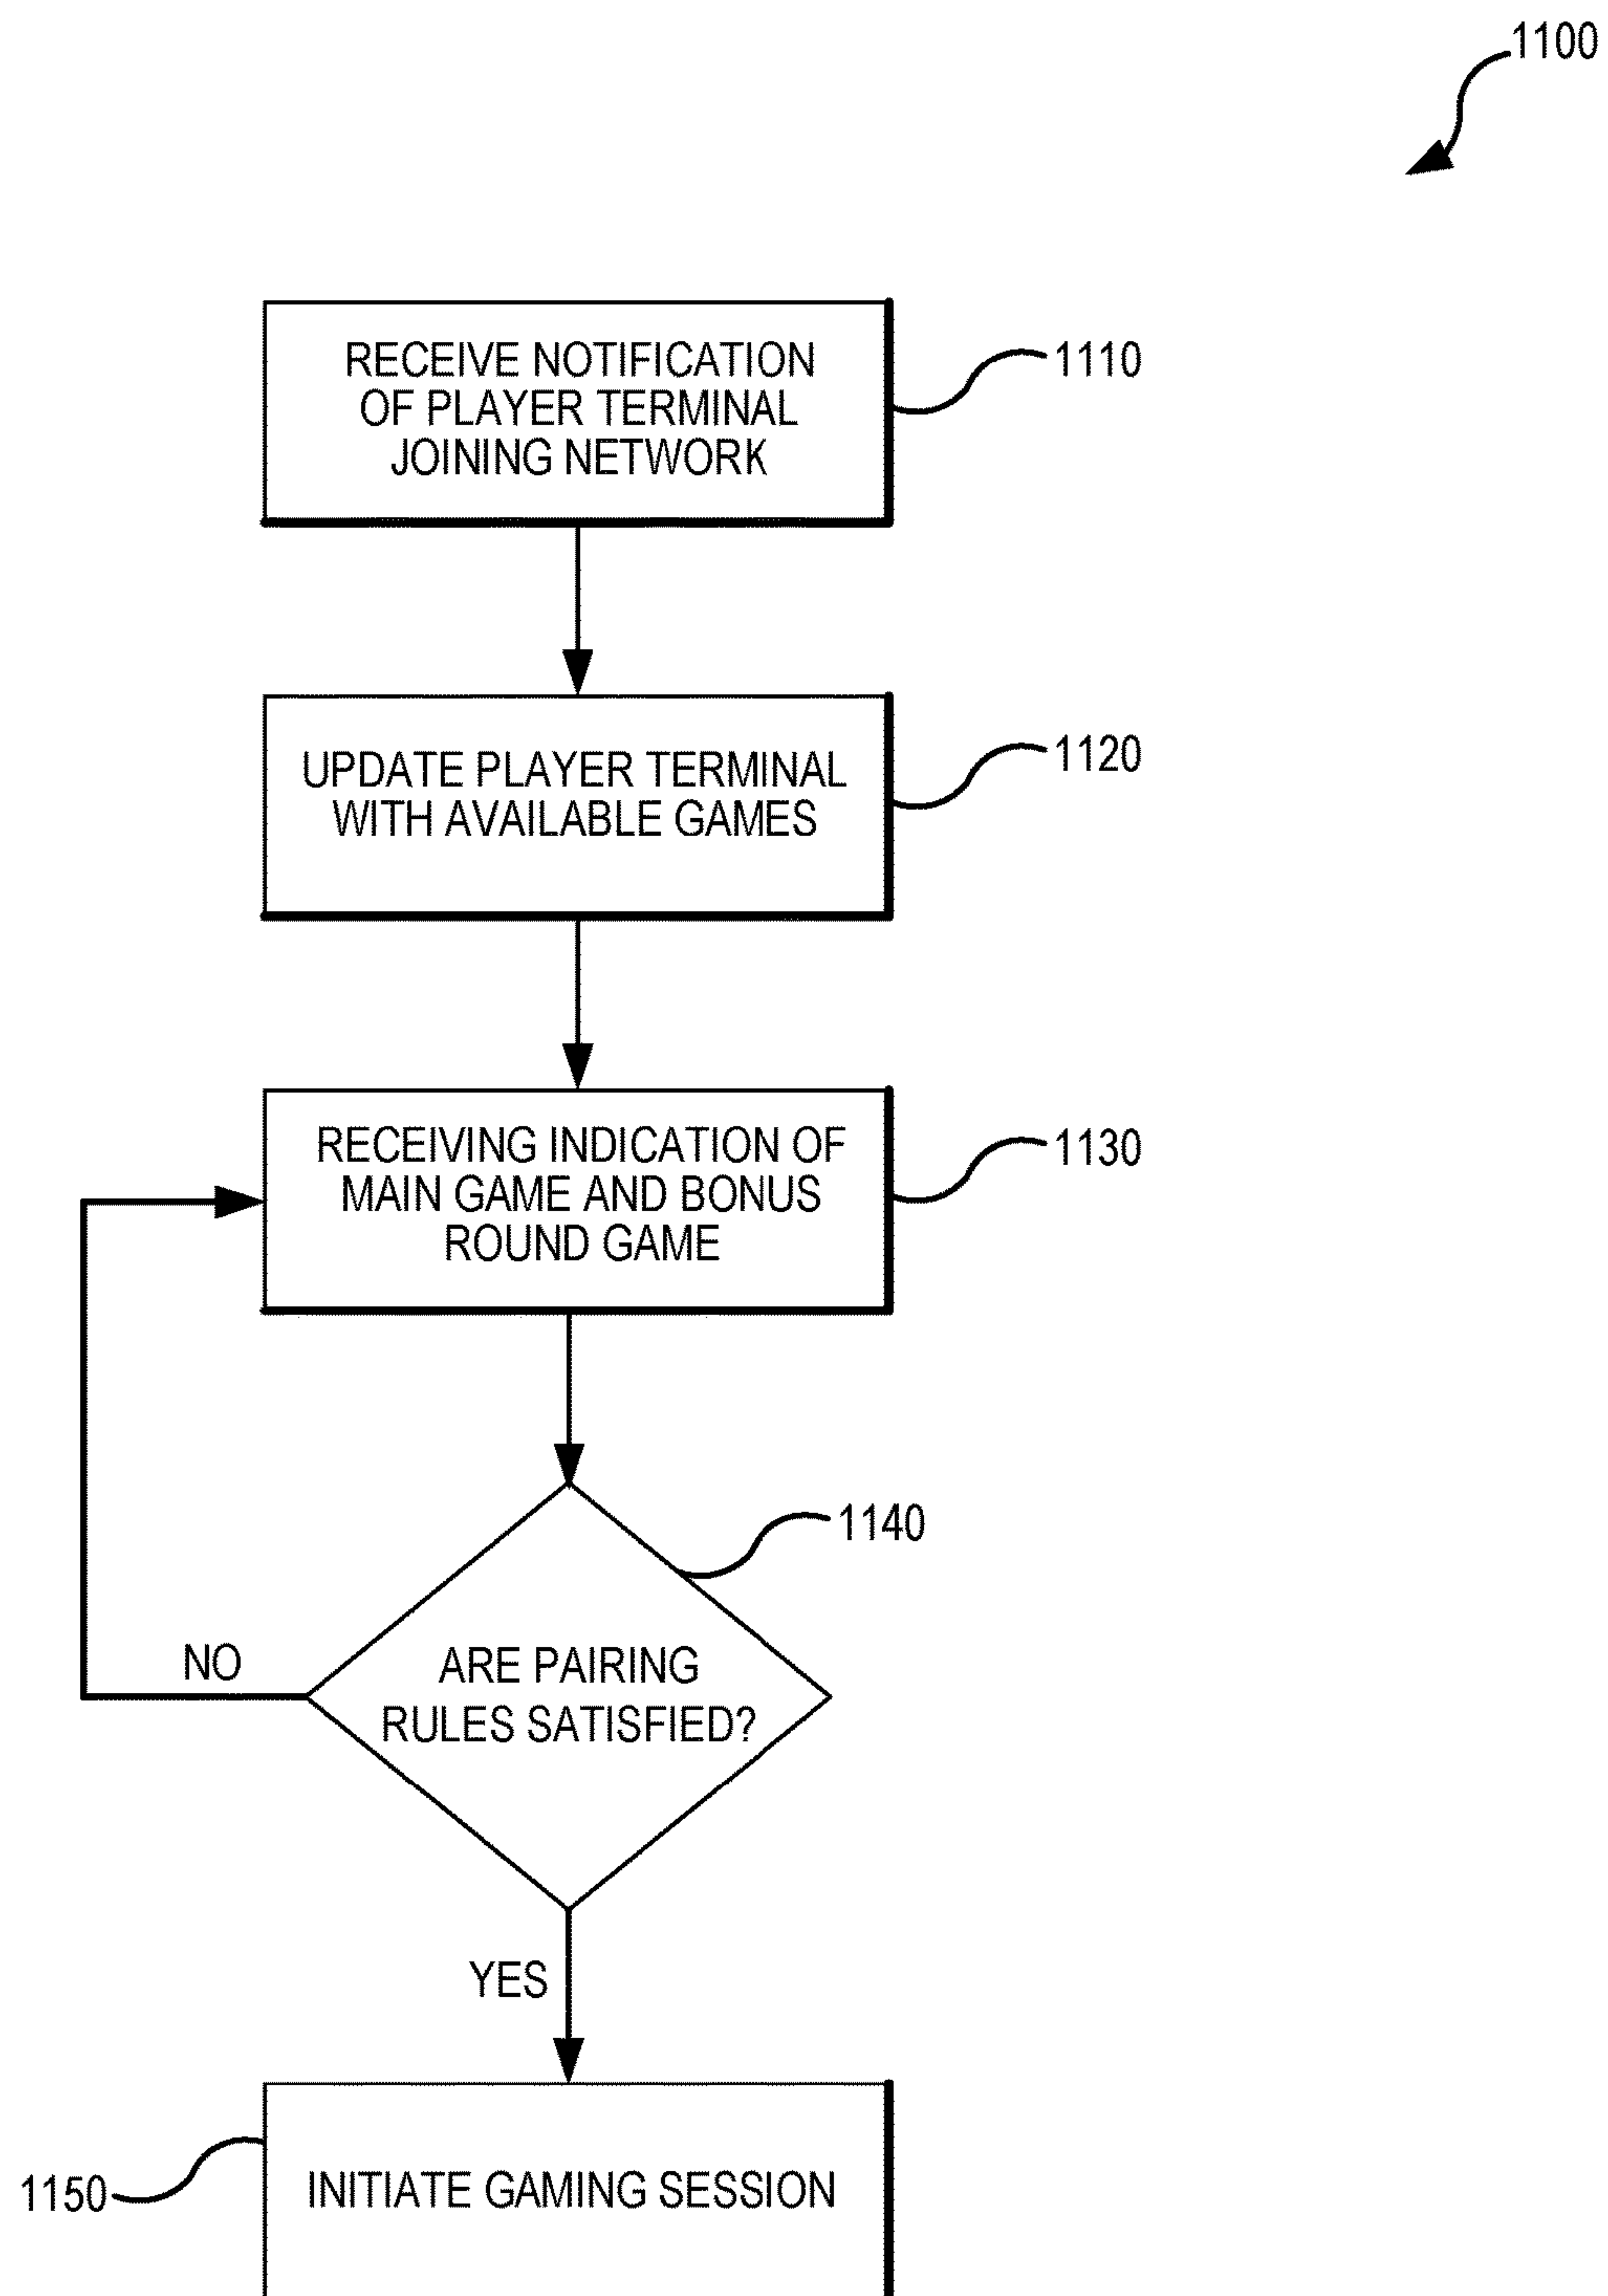 1100
RECEIVE NOTIFICATION
OF PLAYER TERMINAL
JOINING NETWORK
1110
UPDATE PLAYER TERMINAL
WITH AVAILABLE GAMES
1120
RECEIVING INDICATION OF
MAIN GAME AND BONUS
ROUND GAME
1130
1140
NO
ARE PAIRING
RULES SATISFIED?
YES
1150
INITIATE GAMING SESSION